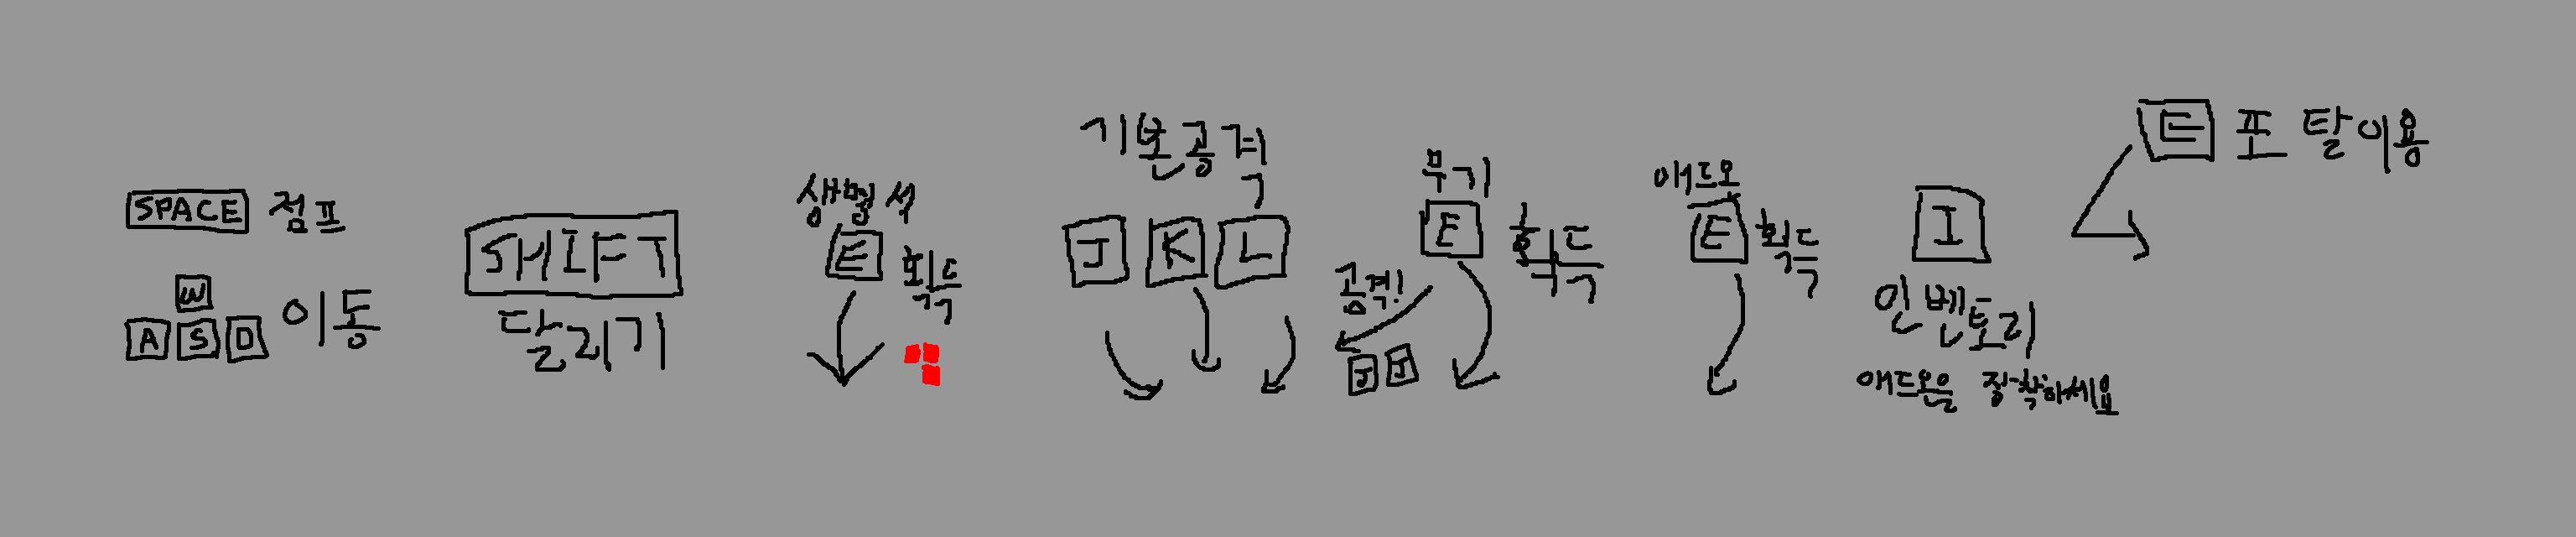 SPACE 점프
W
A S D 이동
SHIFT
달리기
생명석
E 획득
기본공격
J K L
무기
E 획득
공격!
J J
애드온
E 획득
I
인벤토리
애드온을 장착하세요
E 포탈이용